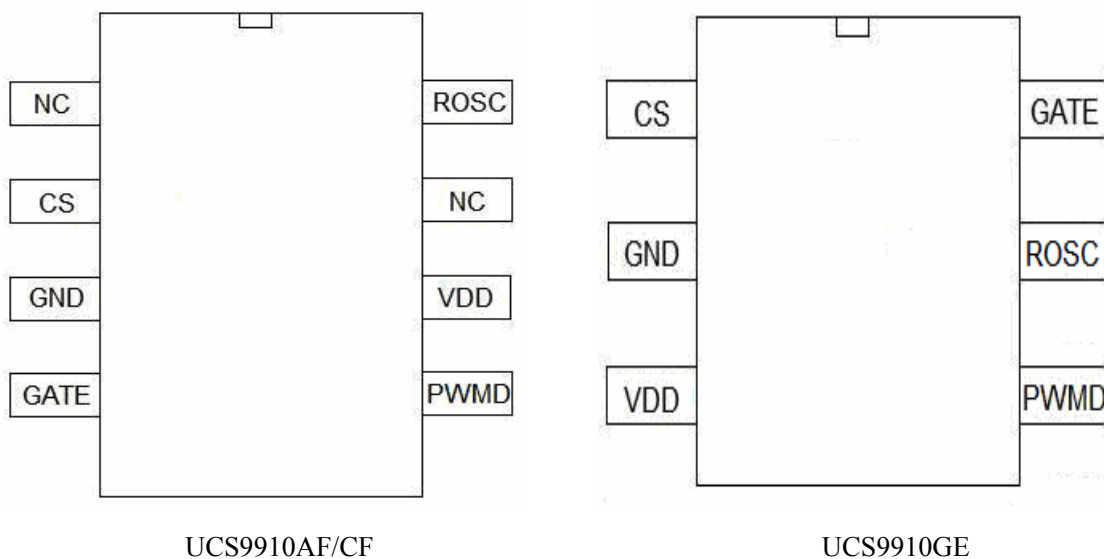 NC
ROSC
CS
NC
GND
VDD
GATE
PWMD
UCS9910AF/CF
CS
GATE
GND
ROSC
VDD
PWMD
UCS9910GE